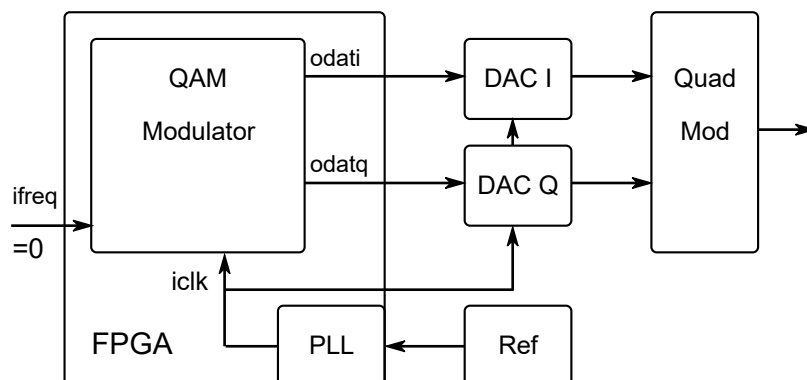 QAM
Modulator
odati
odatq
DAC I
DAC Q
Quad
Mod
ifreq
=0
iclk
FPGA
PLL
Ref